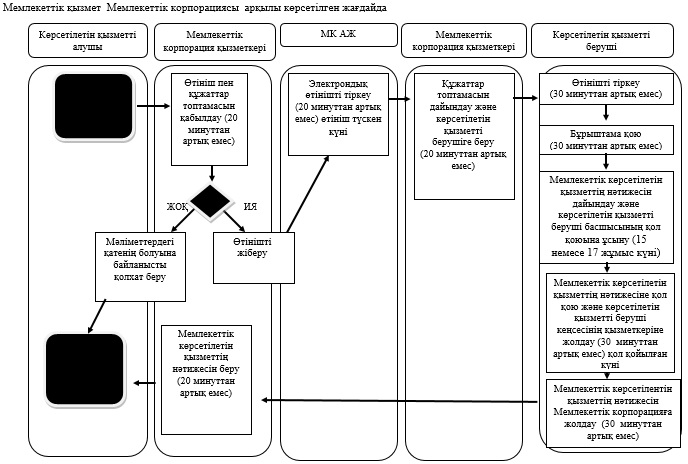 Мемлекеттік қызмет Мемлекеттік корпорациясы арқылы көрсетілген жағдайда
Көрсетілетін қызметті
алушы
Мемлекеттік
корпорация қызметкері
МК АЖ
Мемлекеттік
корпорация қызметкері
Көрсетілетін қызметті
беруші
Өтініш пен
құжаттар
топтамасын
қабылдау (20
минуттан
артық емес)
Электрондық
өтінішті тіркеу
(20 минуттан артық
емес) өтініш түскен
күні
Құжаттар
топтамасын
дайындау және
көрсетілетін
қызметті
берушіге беру
(20 минуттан артық
емес)
Өтінішті тіркеу
(30 минуттан артық емес)
Бұрыштама қою
(30 минуттан артық емес)
Мемлекеттік көрсетілетін
қызметтің нәтижесін
дайындау және
көрсетілетін қызметті
беруші басшысының қол
қоюына ұсыну (15
немесе 17 жұмыс күні)
ЖОҚ
ИЯ
Мәліметтердегі
қатенің болуына
байланысты
қолхат беру
Өтінішті
жіберу
Мемлекеттік көрсетілетін
қызметтің нәтижесіне қол
қою және көрсетілетін
қызметті беруші
кеңсесінің қызметкеріне
жолдау (30 минуттан
артық емес) қол қойылған
күні
Мемлекеттік
көрсетілетін
қызметтің
нәтижесін беру
(20 минуттан
артық емес)
Мемлекеттік көрсетілентін
қызметтің нәтижесін
Мемлекеттік корпорацияға
жолдау (30 минуттан
артық емес)